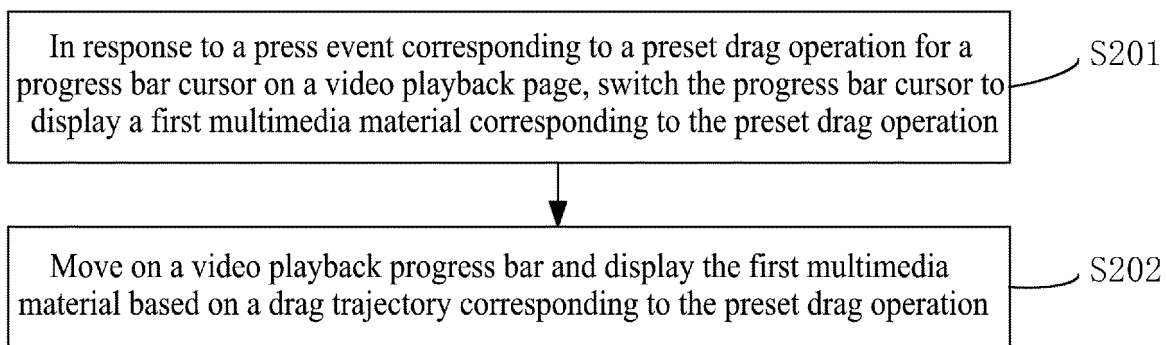 In response to a press event corresponding to a preset drag operation for a
progress bar cursor on a video playback page, switch the progress bar cursor to
display a first multimedia material corresponding to the preset drag operation
S201
Move on a video playback progress bar and display the first multimedia
material based on a drag trajectory corresponding to the preset drag operation
S202